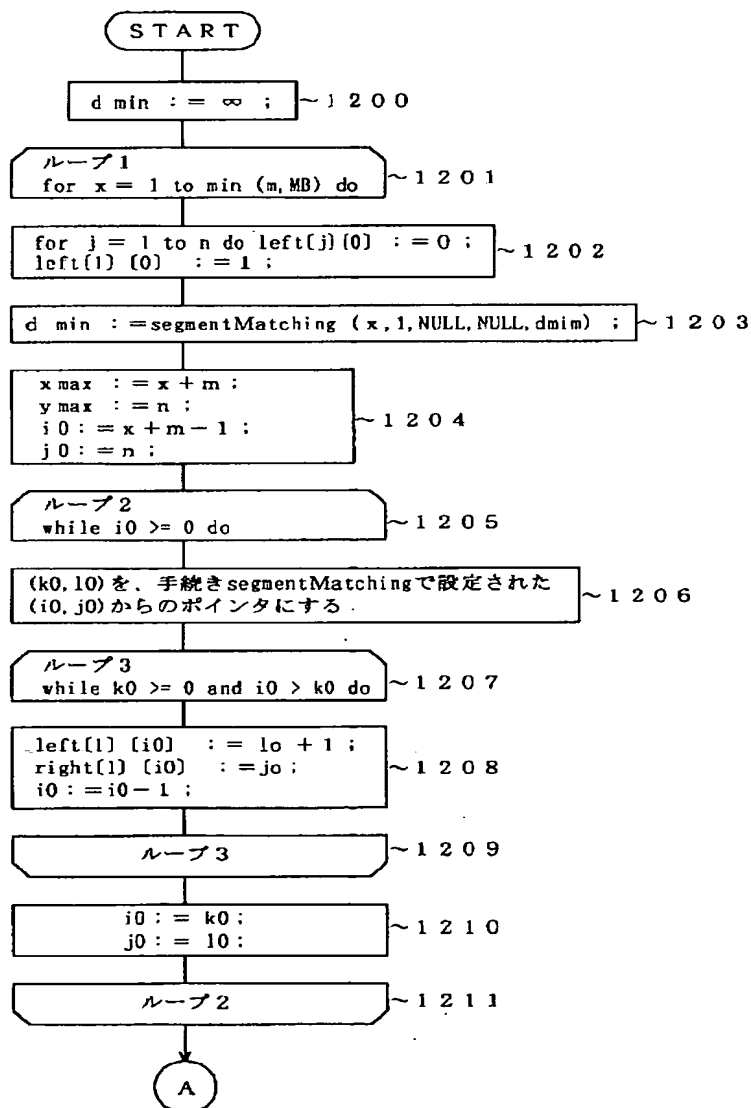 START
d min := ∞ ; ~1200
ループ1
for x = 1 to min (m,MB) do ~1201
for j = 1 to n do left[j][0] :=0 ;
left[1] [0] :=1 ; ~1202
d min :=segmentMatching (x,1,NULL,NULL,dmim) ; ~1203
x max := x+m ;
y max := n ;
i0:= x+m-1 ;
j0:= n ; ~1204
ループ2
while i0 >= 0 do ~1205
(k0,l0)を、手続きsegmentMatchingで設定された
(i0,j0)からのポインタにする ~1206
ループ3
while k0 >= 0 and i0 > k0 do ~1207
left[1] [i0] := lo + 1 ;
right[1] [i0] :=jo ;
i0:=i0-1 ; ~1208
ループ3 ~1209
i0:= k0 ;
j0:= l0 ; ~1210
ループ2 ~1211
A